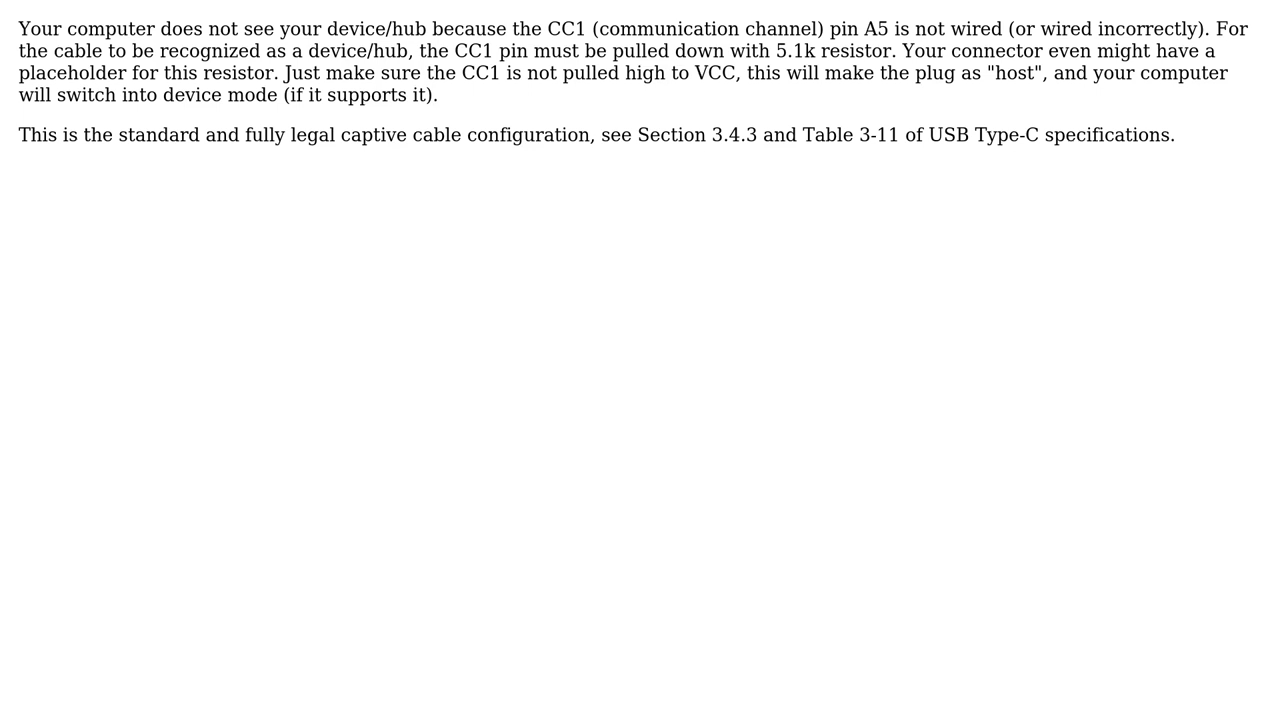 Your computer does not see your device/hub because the CC1 (communication channel) pin A5 is not wired (or wired incorrectly). For
the cable to be recognized as a device/hub, the CC1 pin must be pulled down with 5.1k resistor. Your connector even might have a
placeholder for this resistor. Just make sure the CC1 is not pulled high to VCC, this will make the plug as "host", and your computer
will switch into device mode (if it supports it).
This is the standard and fully legal captive cable configuration, see Section 3.4.3 and Table 3-11 of USB Type-C specifications.